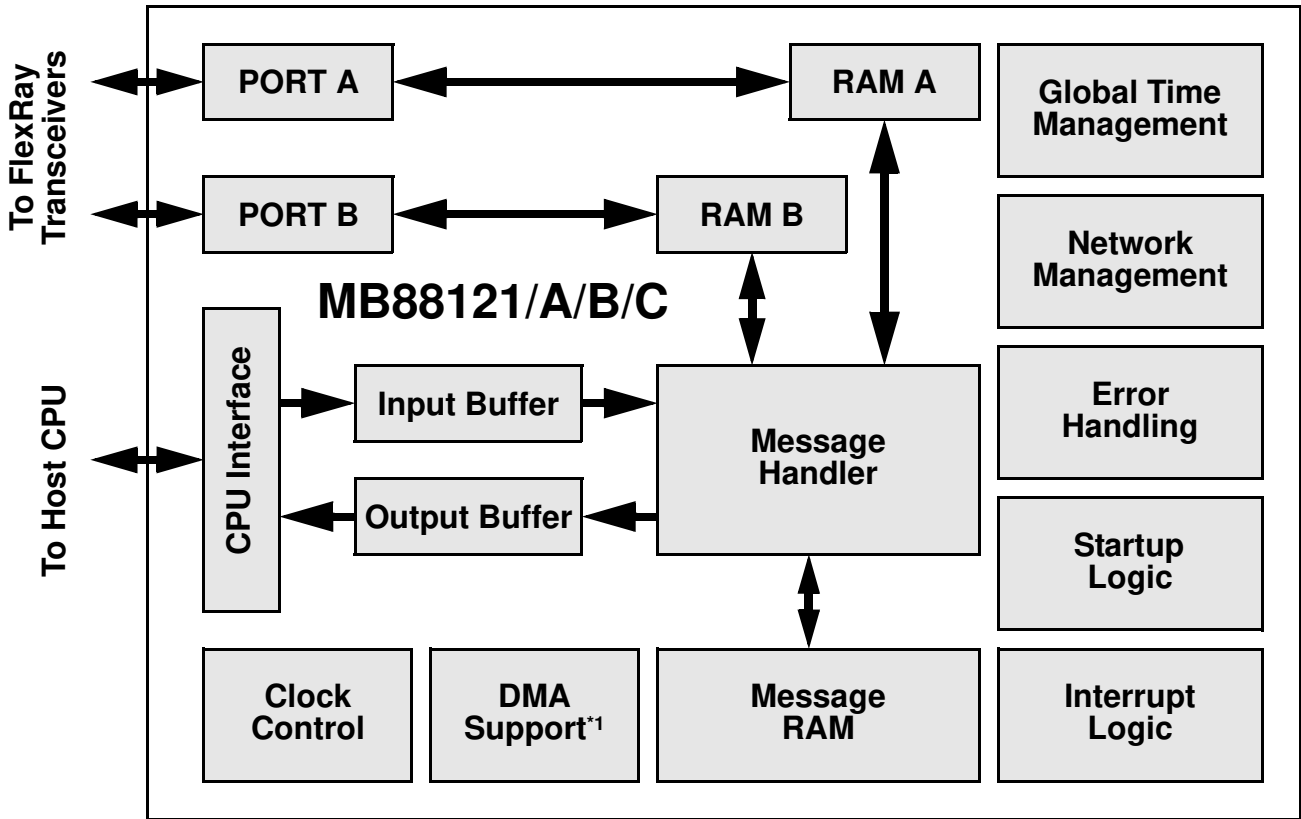 To FlexRay
Transceivers
PORT A
RAM A
Global Time
Management
PORT B
RAM B
Network
Management
MB88121/A/B/C
To Host CPU
CPU Interface
Input Buffer
Output Buffer
Message
Handler
Error
Handling
Startup
Logic
Clock
Control
DMA
Support*1
Message
RAM
Interrupt
Logic